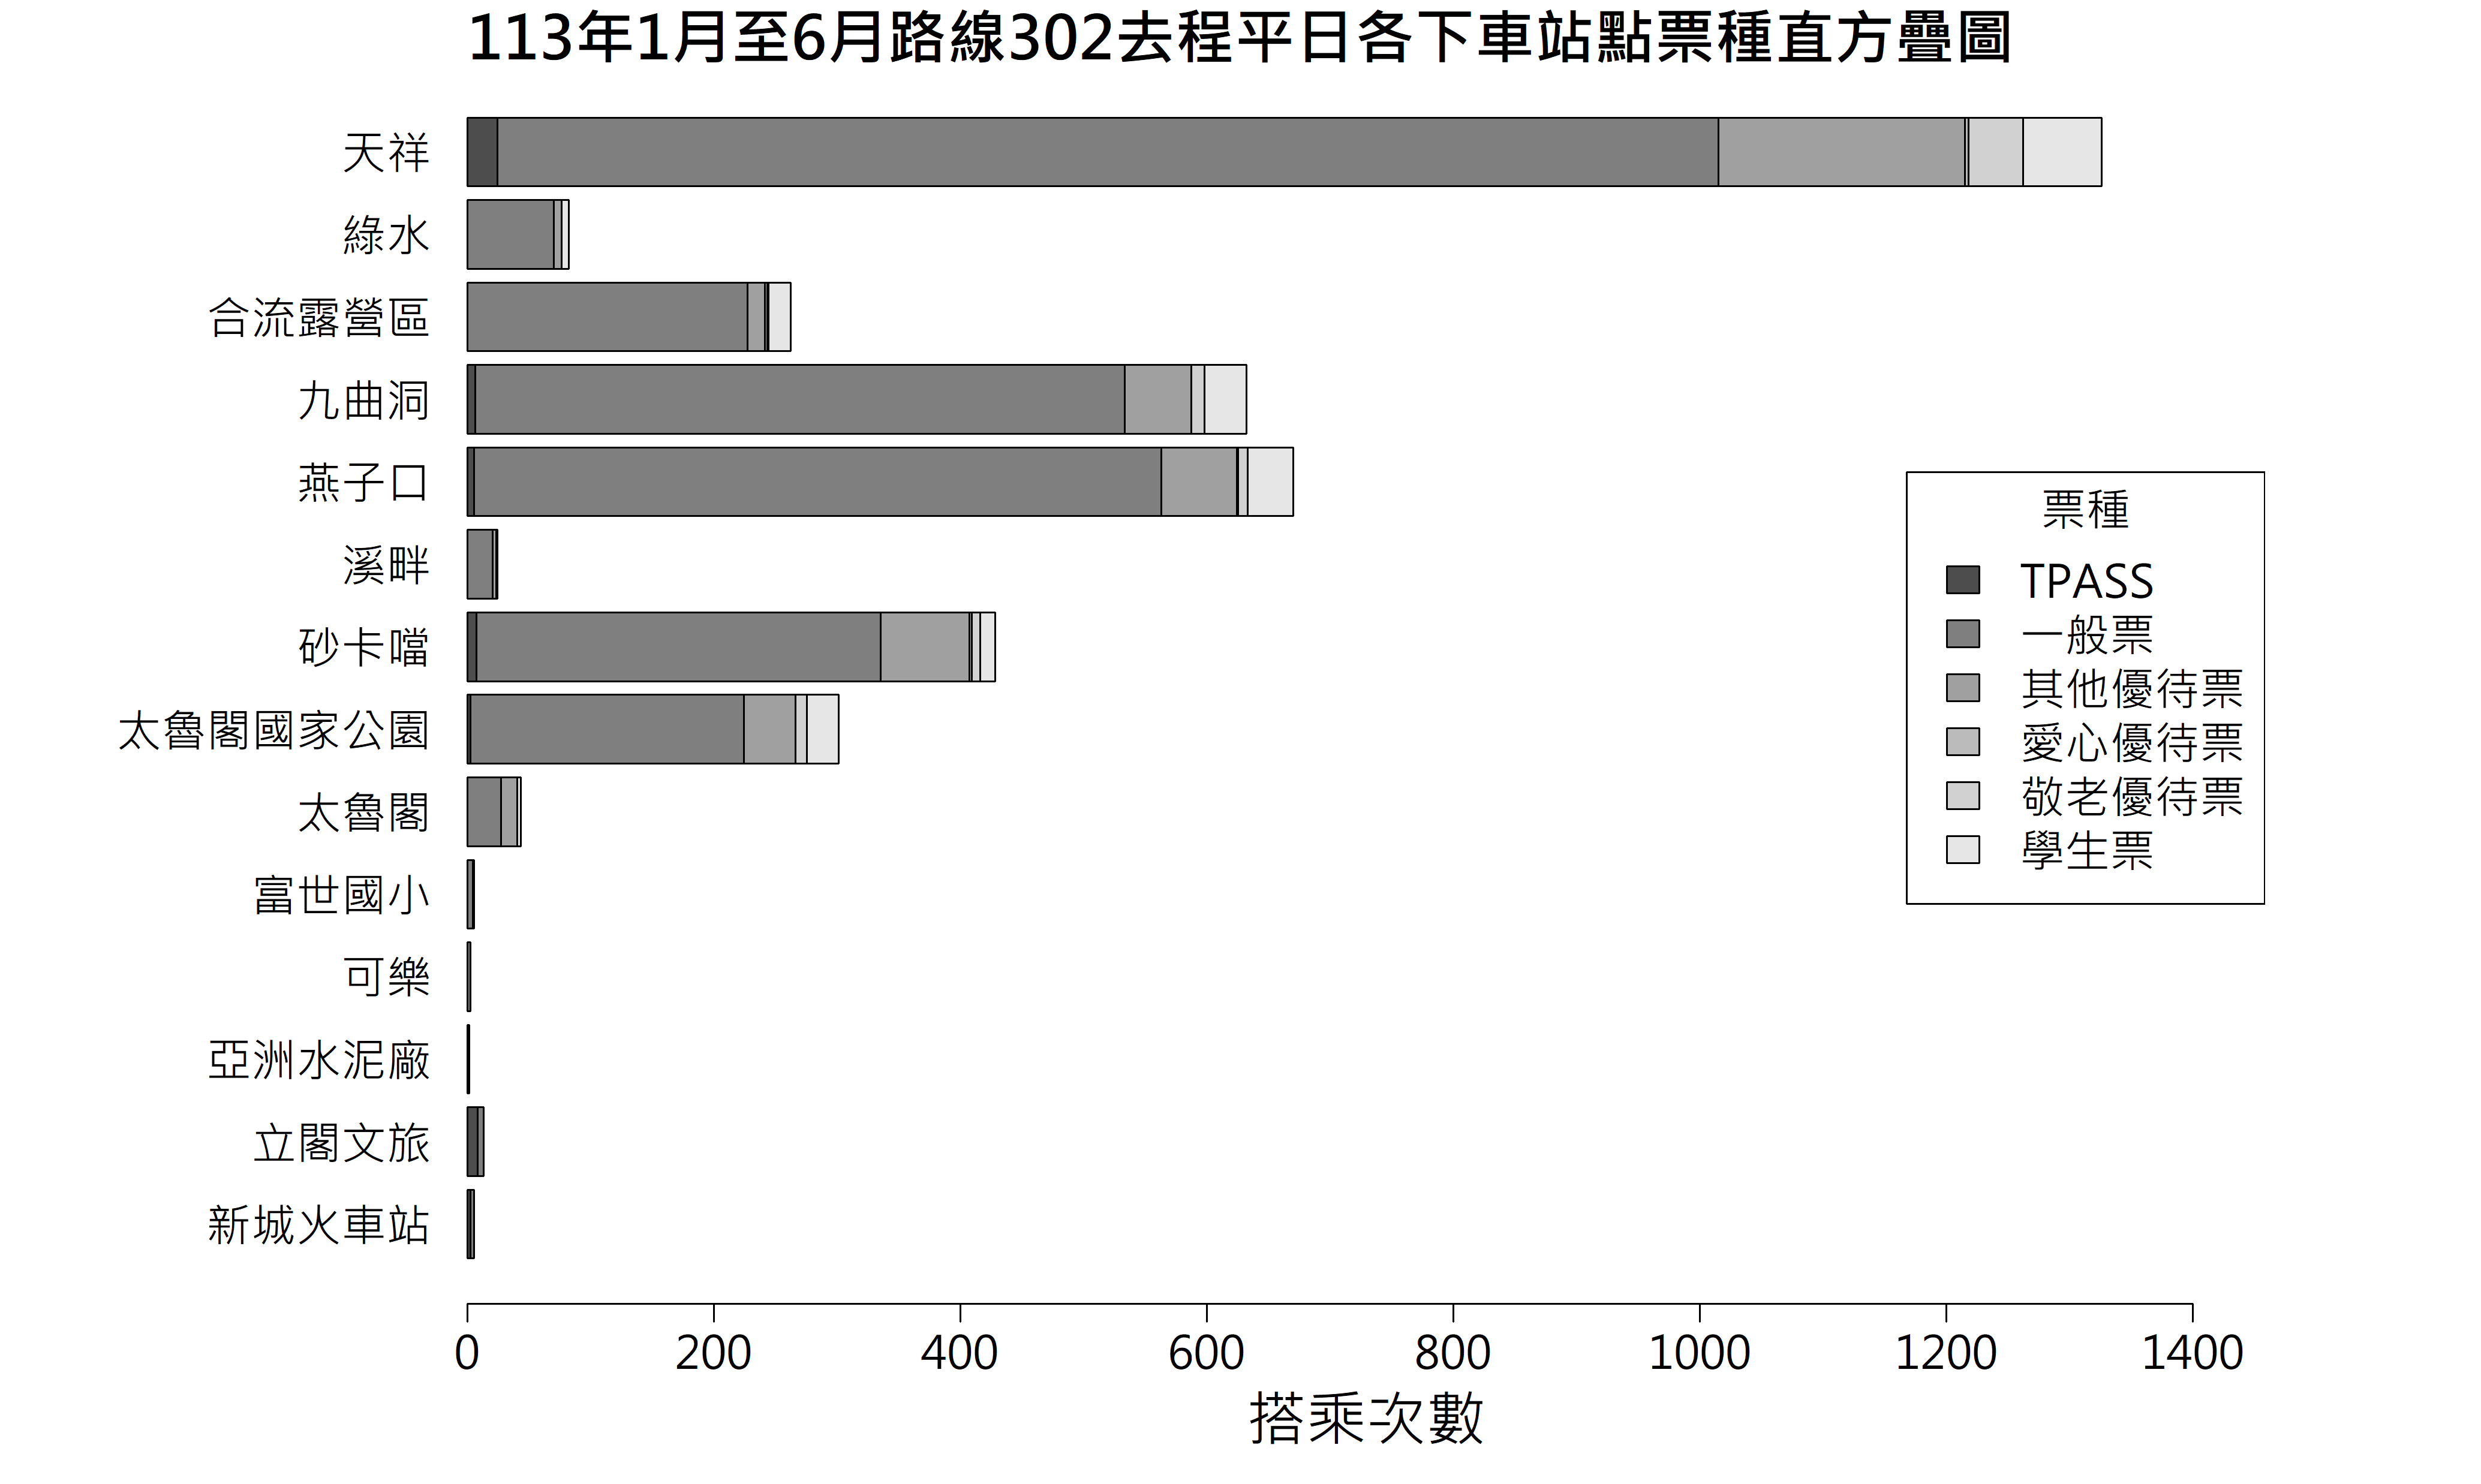 113年1月至6月路線302去程平日各下車站點票種直方疊圖
天祥
綠水
合流露營區
九曲洞
燕子口
溪畔
砂卡噹
太魯閣國家公園
太魯閣
富世國小
可樂
亞洲水泥廠
立閣文旅
新城火車站
票種
TPASS
一般票
其他優待票
愛心優待票
敬老優待票
學生票
0 200 400 600 800 1000 1200 1400
搭乘次數